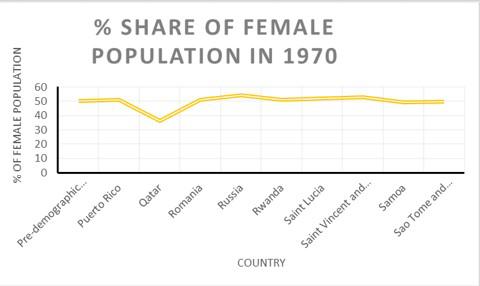 % SHARE OF FEMALE
POPULATION IN 1970
% OF FEMALE POPULATION
60
50
40
30
20
10
0
Pre-demographic...
Puerto Rico
Qatar
Romania
Russia
Rwanda
Saint Lucia
Saint Vincent and...
Samoa
Sao Tome and...
COUNTRY